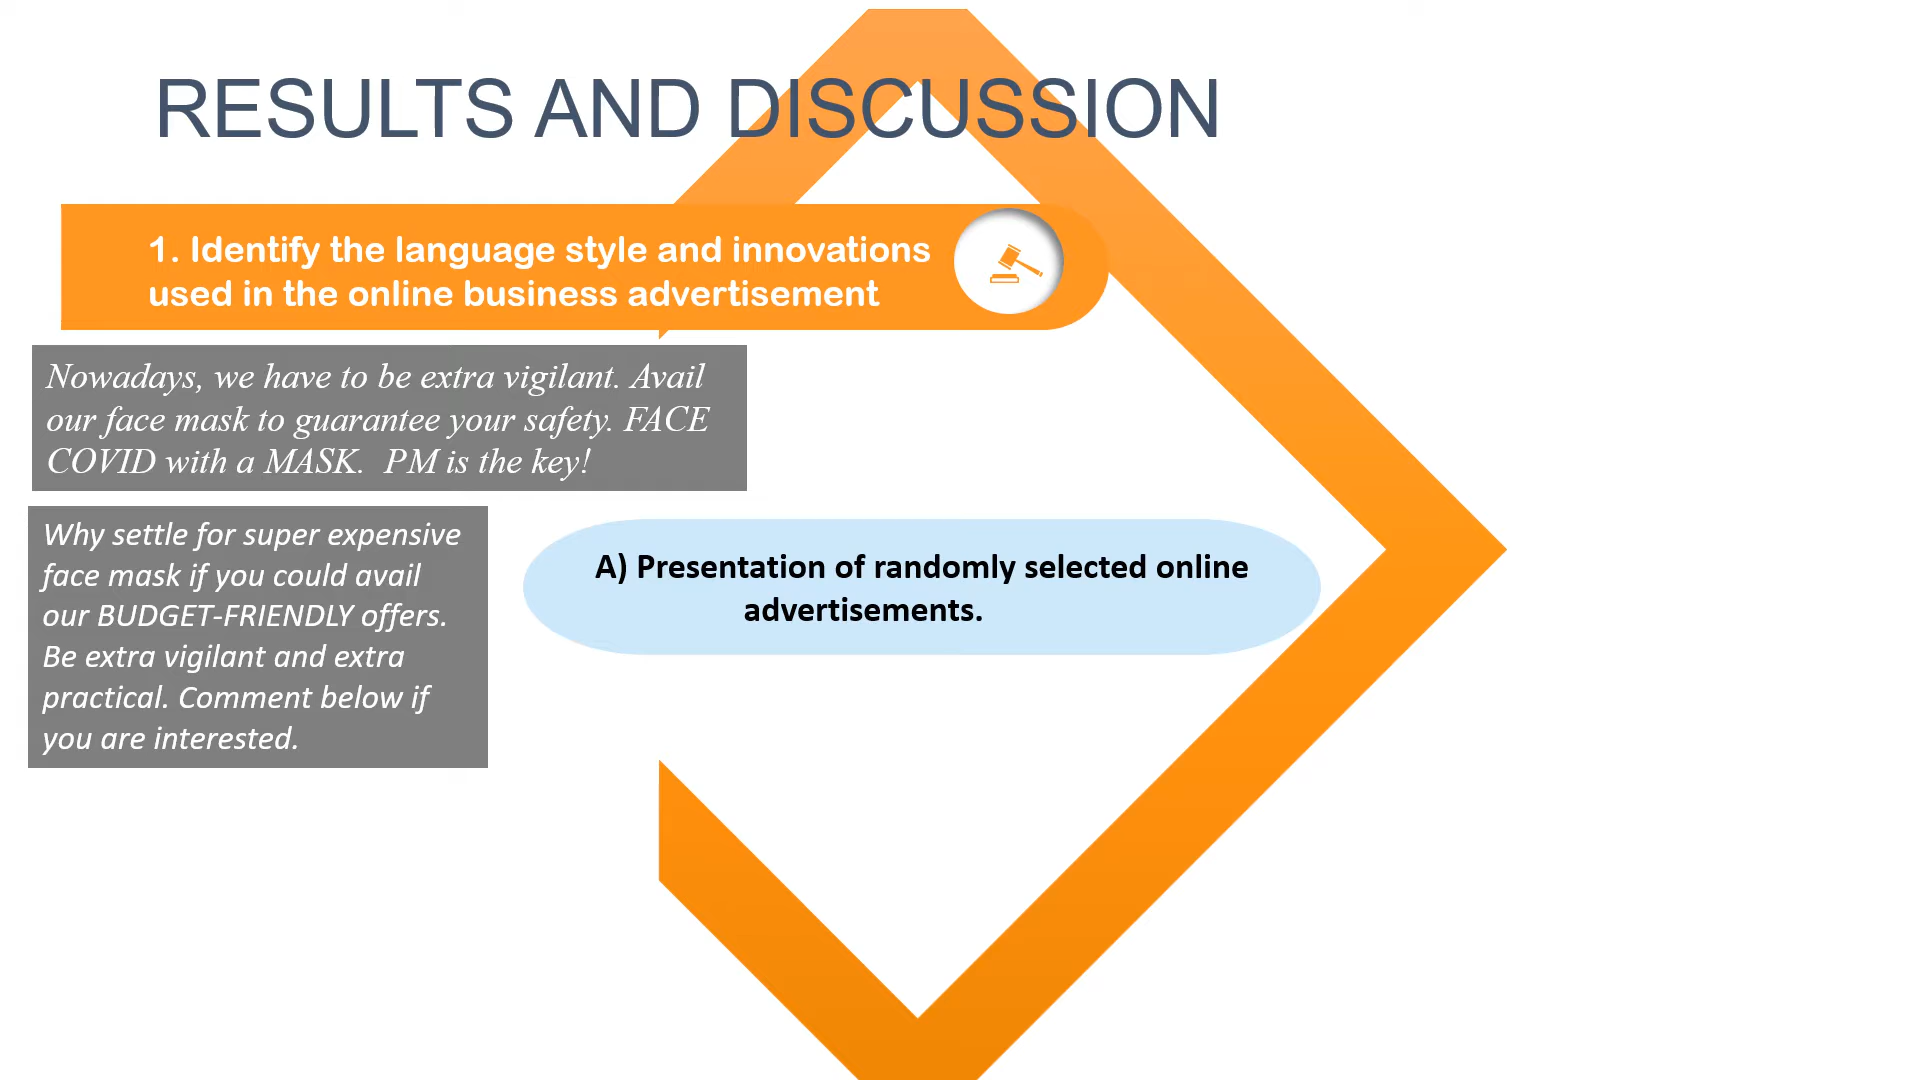 RESULTS AND DISCUSSION
1. Identify the language style and innovations
used in the online business advertisement
Nowadays, we have to be extra vigilant. Avail
our face mask to guarantee your safety. FACE
COVID with a MASK.  PM is the key!
Why settle for super expensive
face mask if you could avail
our BUDGET-FRIENDLY offers.
Be extra vigilant and extra
practical. Comment below if
you are interested.
A) Presentation of randomly selected online
advertisements.